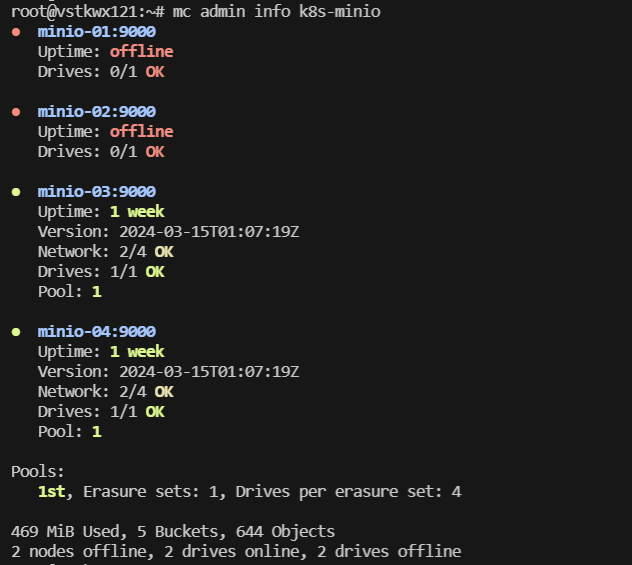 root@vstkwx121:~# mc admin info k8s-minio
● minio-01:9000
Uptime: offline
Drives: 0/1 OK
● minio-02:9000
Uptime: offline
Drives: 0/1 OK
● minio-03:9000
Uptime: 1 week
Version: 2024-03-15T01:07:19Z
Network: 2/4 OK
Drives: 1/1 OK
Pool: 1
● minio-04:9000
Uptime: 1 week
Version: 2024-03-15T01:07:19Z
Network: 2/4 OK
Drives: 1/1 OK
Pool: 1
Pools:
1st, Erasure sets: 1, Drives per erasure set: 4
469 MiB Used, 5 Buckets, 644 Objects
2 nodes offline, 2 drives online, 2 drives offline